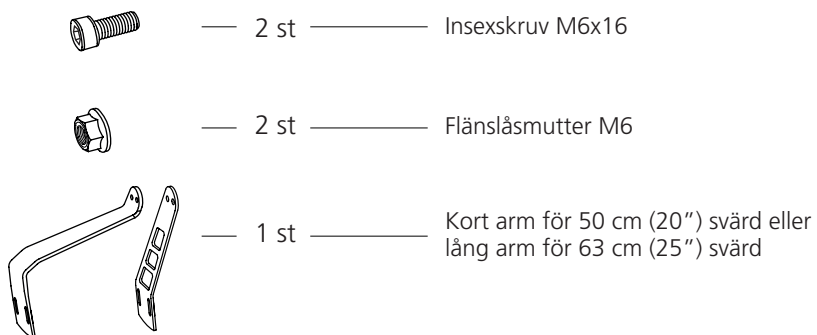 2 st Insexskruv M6x16
2 st Flänslåsmutter M6
1 st Kort arm för 50 cm (20”) svärd eller
lång arm för 63 cm (25”) svärd